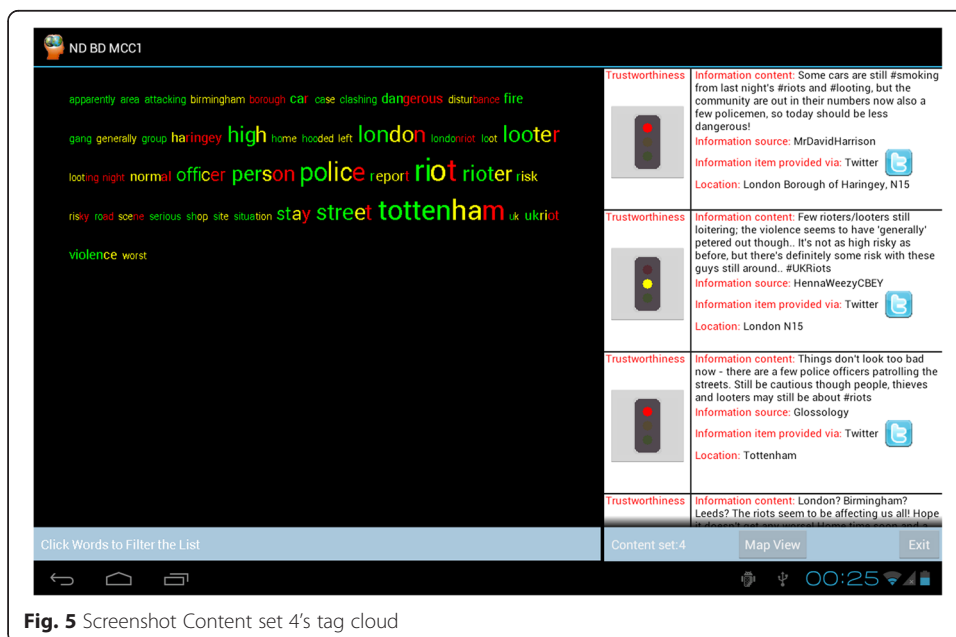 ND BD MCC1
apparently area attacking birmingham borough car case clashing dangerous disturbance fire
gang generally group haringey high home hooded left london londonriot loot looter
looting night normal officer person police report riot rioter risk
risky road scene serious shop site situation stay street tottenham uk ukriot
violence worst
Trustworthiness
Information content: Some cars are still #smoking
from last night's #riots and #looting, but the
community are out in their numbers now also a
few policemen, so today should be less
dangerous!
Information source: MrDavidHarrison
Information item provided via: Twitter
Location: London Borough of Haringey, N15
Trustworthiness
Information content: Few rioters/looters still
loitering; the violence seems to have 'generally'
petered out though.. It's not as high risky as
before, but there's definitely some risk with these
guys still around.. #UKRiots
Information source: HennaWeezyCBEY
Information item provided via: Twitter
Location: London N15
Trustworthiness
Information content: Things don't look too bad
now - there are a few police officers patrolling the
streets. Still be cautious though people, thieves
and looters may still be about #riots
Information source: Glossology
Information item provided via: Twitter
Location: Tottenham
Trustworthiness
Information content: London? Birmingham?
Leeds? The riots seem to be affecting us all! Hope
it doesn't get any worse! Home time soon and a
Click Words to Filter the List
Content set:4
Map View
Exit
00:25
Fig. 5 Screenshot Content set 4's tag cloud